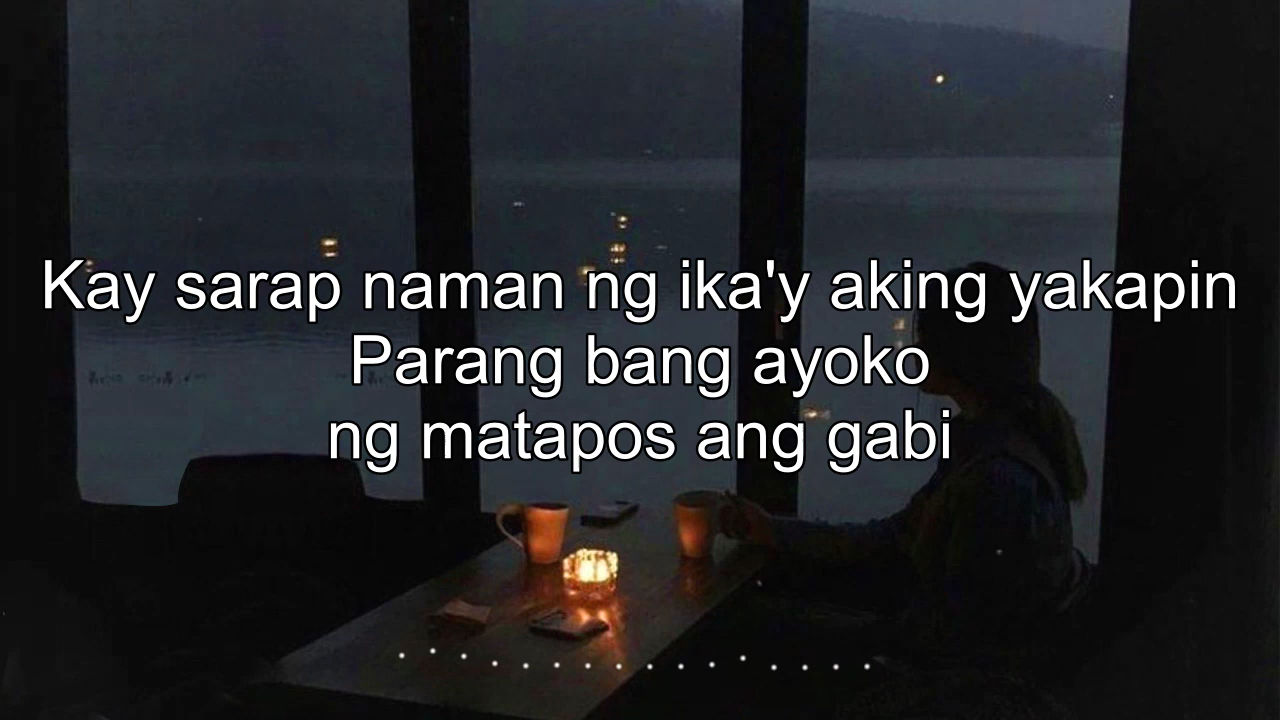 Kay sarap naman ng ika'y aking yakapin
Parang bang ayoko
ng matapos ang gabi